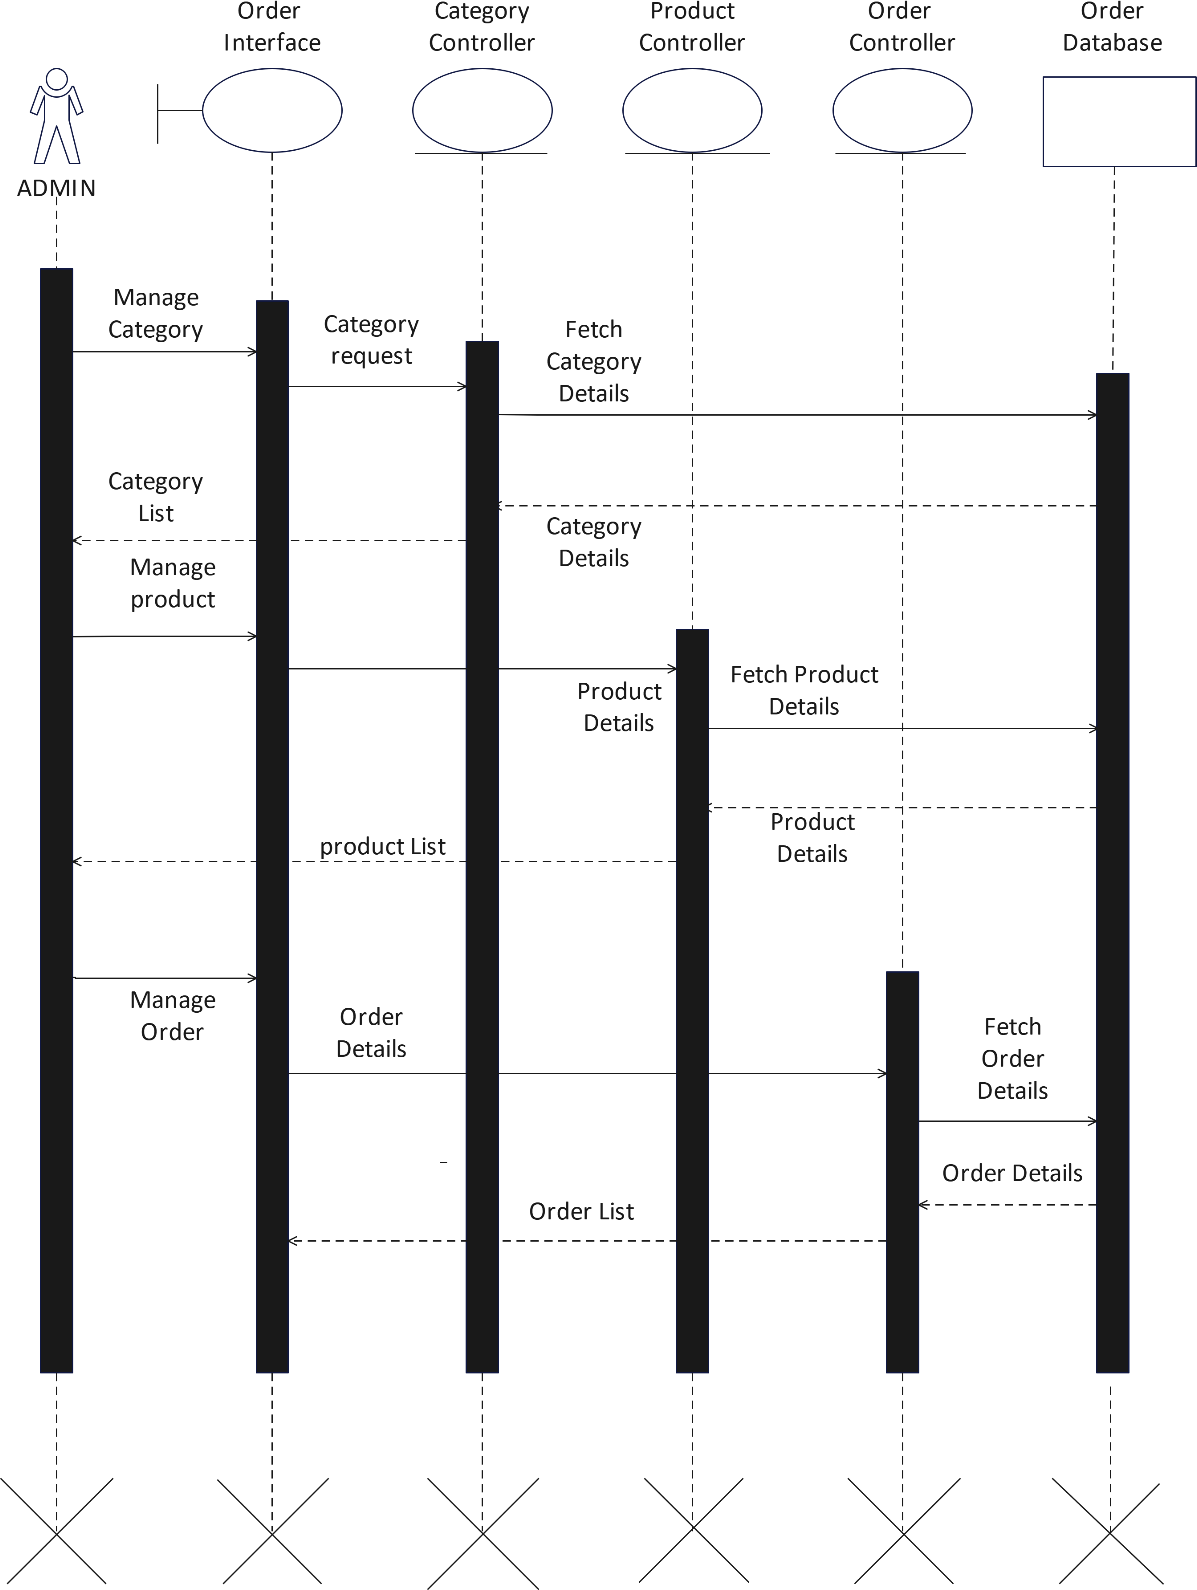 Order
Interface
Category
Controller
Product
Controller
Order
Controller
Order
Database
ADMIN
Manage
Category
Category
request
Fetch
Category
Details
Category
List
Category
Details
Manage
product
Product
Details
Fetch Product
Details
Product
Details
product List
Manage
Order
Order
Details
Fetch
Order
Details
Order Details
Order List